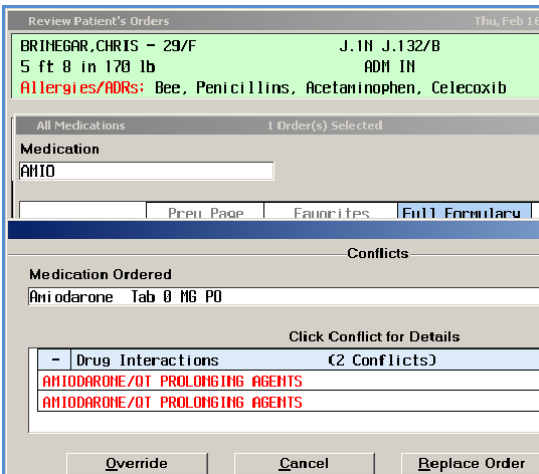 Review Patient's Orders Thu, Feb 16
BRINEGAR,CHRIS - 29/F J.1N J.132/B
5 ft 8 in 170 lb ADM IN
Allergies/ADRs: Bee, Penicillins, Acetaminophen, Celecoxib
All Medications 1 Order(s) Selected
Medication
AMIO
Prev Page Favorites Full Formulary
Conflicts
Medication Ordered
Amiodarone Tab 0 MG PO
Click Conflict for Details
- Drug Interactions (2 Conflicts)
AMIODARONE/QT PROLONGING AGENTS
AMIODARONE/QT PROLONGING AGENTS
Override Cancel Replace Order